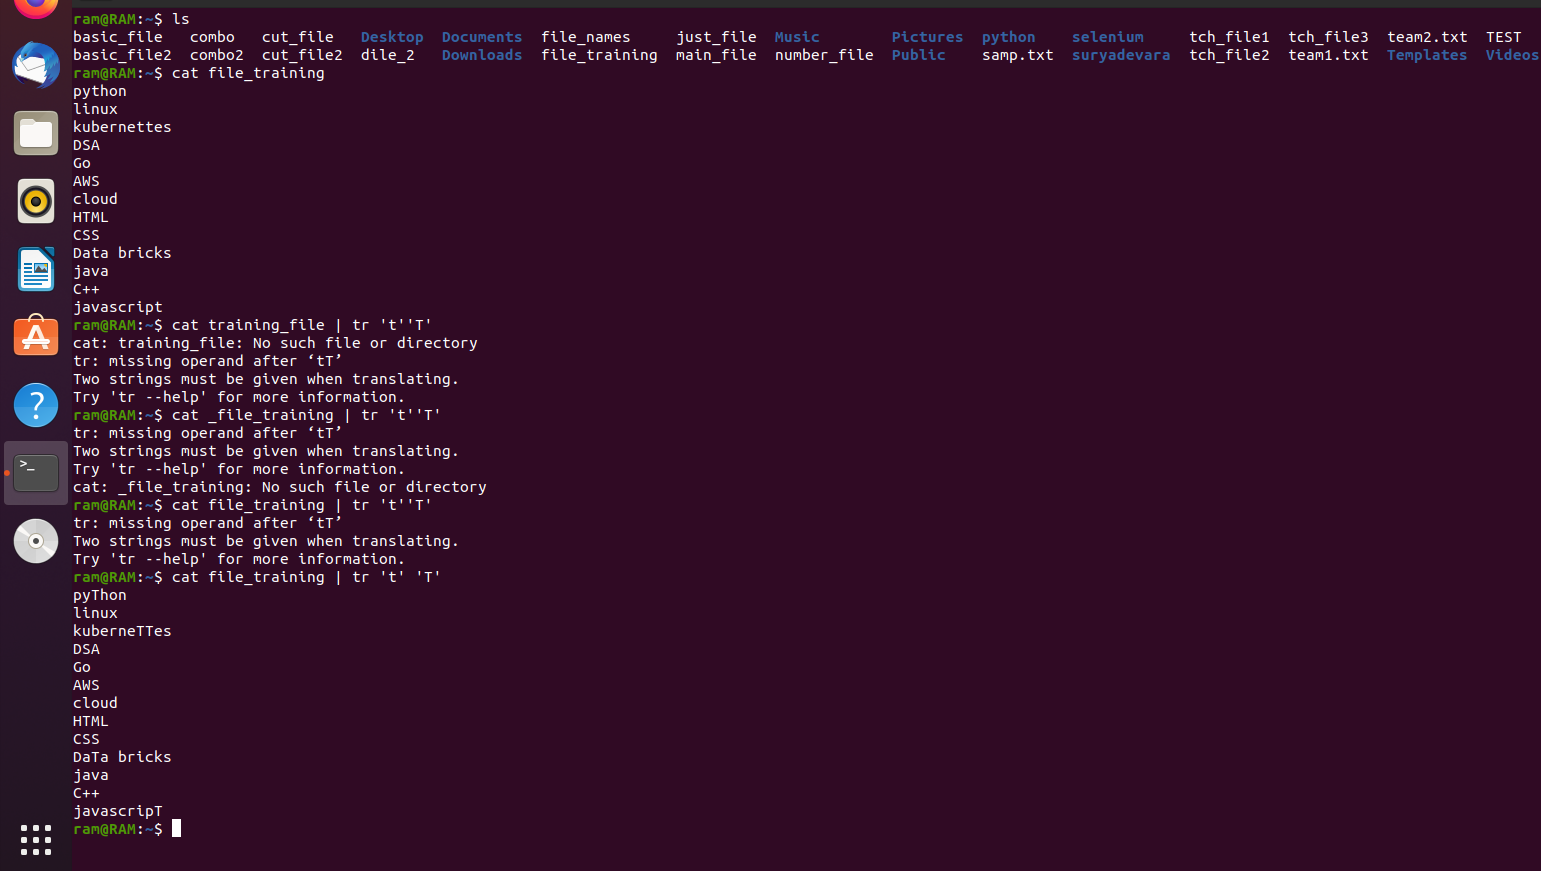 ram@RAM:~$ ls
basic_file   combo   cut_file   Desktop  Documents  file_names     just_file  Music        Pictures  python    selenium     tch_file1  tch_file3  team2.txt  TEST
basic_file2  combo2  cut_file2  dile_2   Downloads  file_training  main_file  number_file  Public    samp.txt  suryadevara  tch_file2  team1.txt  Templates  Videos
ram@RAM:~$ cat file_training
python
linux
kubernettes
DSA
Go
AWS
cloud
HTML
CSS
Data bricks
java
C++
javascript
ram@RAM:~$ cat training_file | tr 't''T'
cat: training_file: No such file or directory
tr: missing operand after ‘tT’
Two strings must be given when translating.
Try 'tr --help' for more information.
ram@RAM:~$ cat _file_training | tr 't''T'
tr: missing operand after ‘tT’
Two strings must be given when translating.
Try 'tr --help' for more information.
cat: _file_training: No such file or directory
ram@RAM:~$ cat file_training | tr 't''T'
tr: missing operand after ‘tT’
Two strings must be given when translating.
Try 'tr --help' for more information.
ram@RAM:~$ cat file_training | tr 't' 'T'
pyThon
linux
kuberneTTes
DSA
Go
AWS
cloud
HTML
CSS
DaTa bricks
java
C++
javascripT
ram@RAM:~$